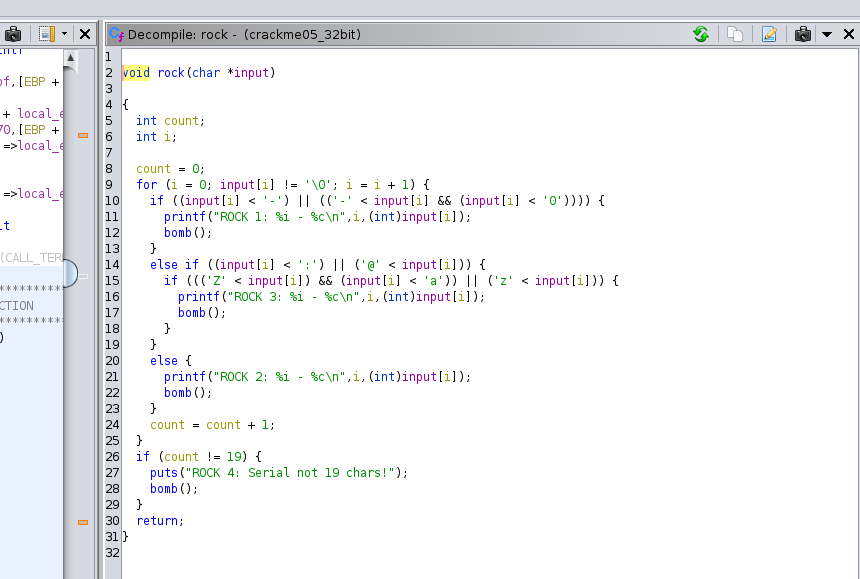 Decompile: rock - (crackme05_32bit)
of,[EBP +
+ local_e
70,[EBP +
=>local_e
=>local_e
(CALL_TER
*********
CTION
*********
)
1
2 void rock(char *input)
3
4 {
5 int count;
6 int i;
7
8 count = 0;
9 for (i = 0; input[i] != '\0'; i = i + 1) {
10 if ((input[i] < '-') || (('-' < input[i] && (input[i] < '0')))) {
11 printf("ROCK 1: %i - %c\n",i,(int)input[i]);
12 bomb();
13 }
14 else if ((input[i] < ':') || ('@' < input[i])) {
15 if ((('Z' < input[i]) && (input[i] < 'a')) || ('z' < input[i])) {
16 printf("ROCK 3: %i - %c\n",i,(int)input[i]);
17 bomb();
18 }
19 }
20 else {
21 printf("ROCK 2: %i - %c\n",i,(int)input[i]);
22 bomb();
23 }
24 count = count + 1;
25 }
26 if (count != 19) {
27 puts("ROCK 4: Serial not 19 chars!");
28 bomb();
29 }
30 return;
31 }
32